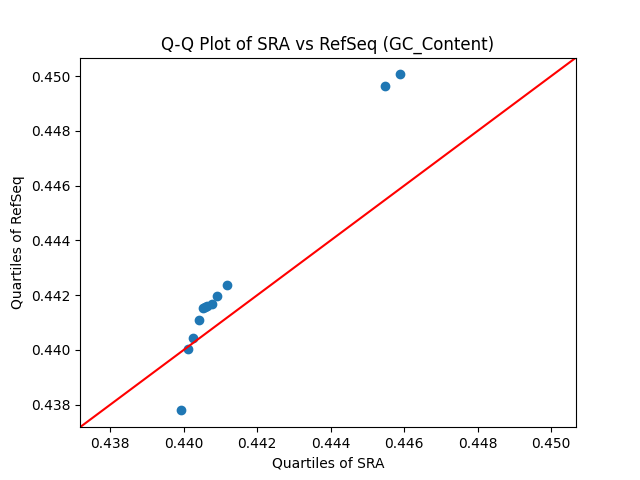 Q-Q Plot of SRA vs RefSeq (GC_Content)
0.450
0.448
0.446
0.444
0.442
0.440
0.438
Quartiles of RefSeq
0.438 0.440 0.442 0.444 0.446 0.448 0.450
Quartiles of SRA